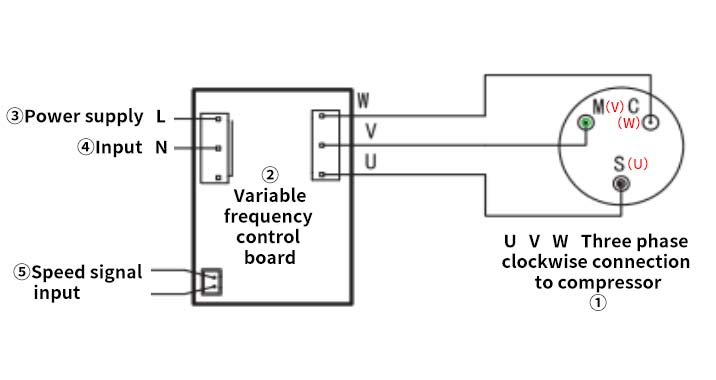 ③Power supply L
④Input N
②
Variable
frequency
control
board
⑤Speed signal
input
W
V
U
M(V) C
(W)
S(U)
U V W Three phase
clockwise connection
to compressor
①